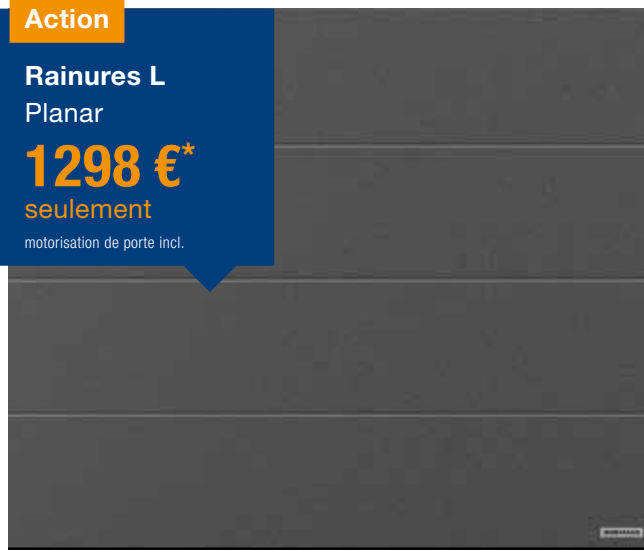 Action
Rainures L
Planar
1298 €*
seulement
motorisation de porte incl.